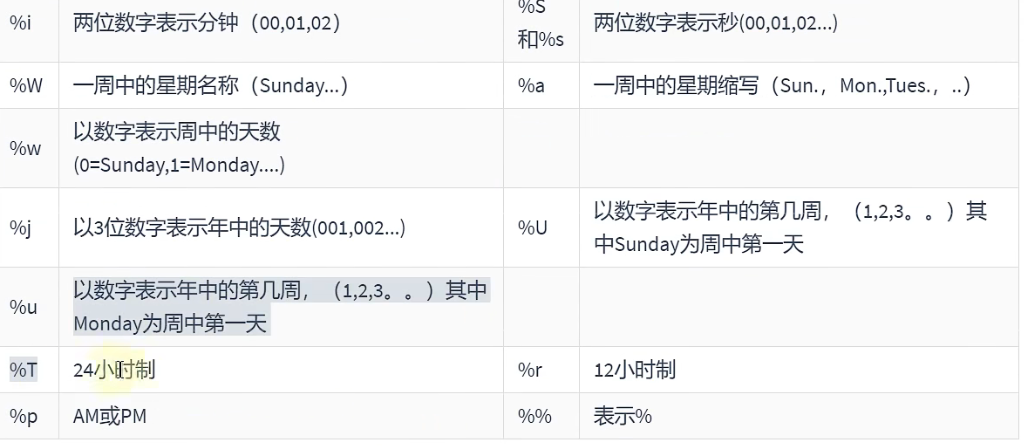 %i 两位数字表示分钟（00,01,02） %S
和%s 两位数字表示秒(00,01,02...)
%W 一周中的星期名称（Sunday...） %a 一周中的星期缩写（Sun.，Mon.,Tues.，..）
%w 以数字表示周中的天数
(0=Sunday,1=Monday....)
%j 以3位数字表示年中的天数(001,002...) %U 以数字表示年中的第几周，（1,2,3。。）其
中Sunday为周中第一天
%u 以数字表示年中的第几周，（1,2,3。。）其中
Monday为周中第一天
%T 24小时制 %r 12小时制
%p AM或PM %% 表示%